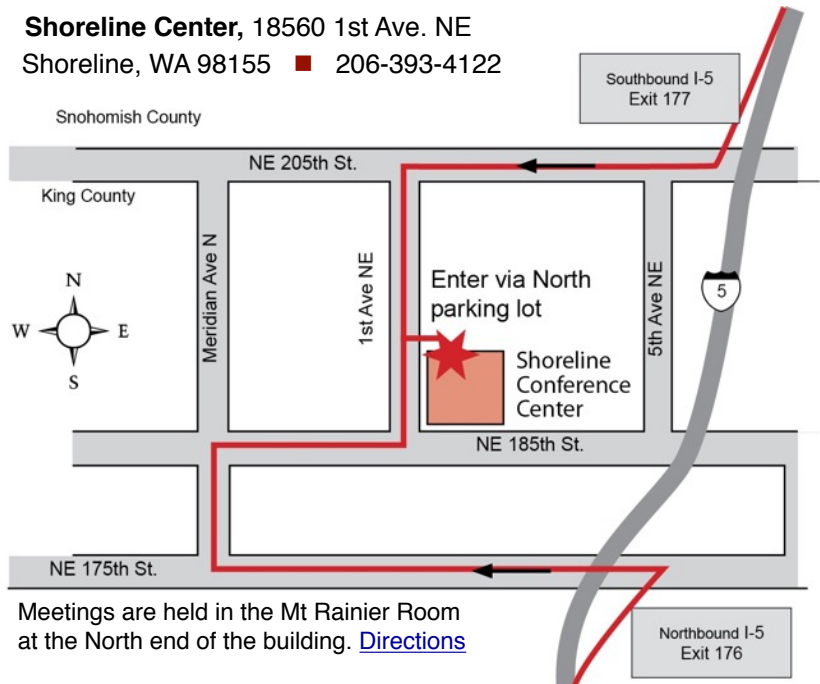 Shoreline Center, 18560 1st Ave. NE
Shoreline, WA 98155 ■ 206-393-4122
Southbound I-5
Exit 177
Snohomish County
NE 205th St.
King County
Meridian Ave N
1st Ave NE
5th Ave NE
5
N
W
E
S
Enter via North
parking lot
Shoreline
Conference
Center
NE 185th St.
NE 175th St.
Meetings are held in the Mt Rainier Room
at the North end of the building. Directions
Northbound I-5
Exit 176